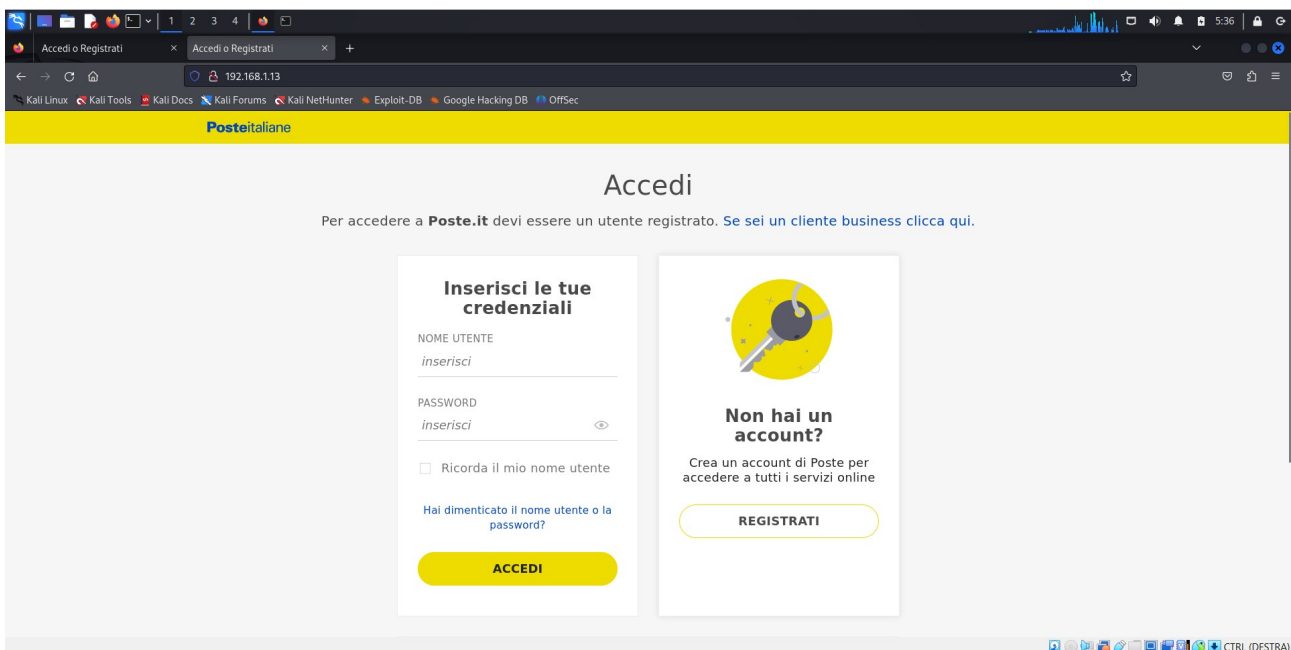 1 2 3 4
5:36
Accedi o Registrati
Accedi o Registrati
192.168.1.13
Kali Linux Kali Tools Kali Docs Kali Forums Kali NetHunter Exploit-DB Google Hacking DB OffSec
Posteitaliane
Accedi
Per accedere a Poste.it devi essere un utente registrato. Se sei un cliente business clicca qui.
Inserisci le tue
credenziali
NOME UTENTE
inserisci
PASSWORD
inserisci
Ricorda il mio nome utente
Hai dimenticato il nome utente o la
password?
ACCEDI
Non hai un
account?
Crea un account di Poste per
accedere a tutti i servizi online
REGISTRATI
CTRL (DESTRA)